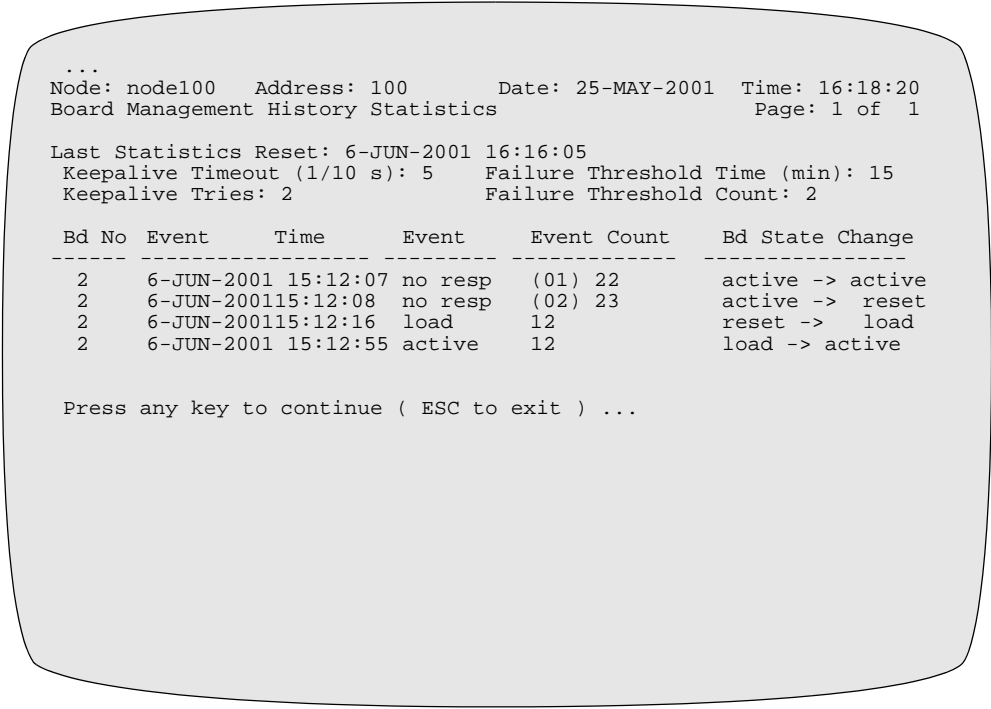 ...
Node: node100   Address: 100       Date: 25-MAY-2001  Time: 16:18:20
Board Management History Statistics                    Page: 1 of  1
Last Statistics Reset: 6-JUN-2001 16:16:05
Keepalive Timeout (1/10 s): 5    Failure Threshold Time (min): 15
Keepalive Tries: 2               Failure Threshold Count: 2
Bd No Event     Time      Event     Event Count    Bd State Change
------ ------------------ --------- -------------  ----------------
2    6-JUN-2001 15:12:07 no resp   (01) 22        active -> active
2    6-JUN-200115:12:08  no resp   (02) 23        active ->  reset
2    6-JUN-200115:12:16  load      12             reset ->   load
2    6-JUN-2001 15:12:55 active    12             load -> active
Press any key to continue ( ESC to exit ) ...